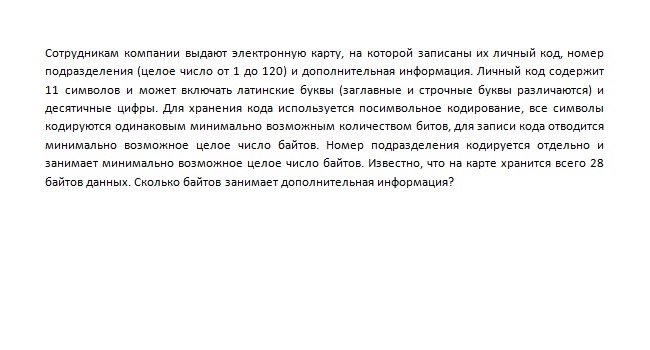 Сотрудникам компании выдают электронную карту, на которой записаны их личный код, номер
подразделения (целое число от 1 до 120) и дополнительная информация. Личный код содержит
11 символов и может включать латинские буквы (заглавные и строчные буквы различаются) и
десятичные цифры. Для хранения кода используется посимвольное кодирование, все символы
кодируются одинаковым минимально возможным количеством битов, для записи кода отводится
минимально возможное целое число байтов. Номер подразделения кодируется отдельно и
занимает минимально возможное целое число байтов. Известно, что на карте хранится всего 28
байтов данных. Сколько байтов занимает дополнительная информация?